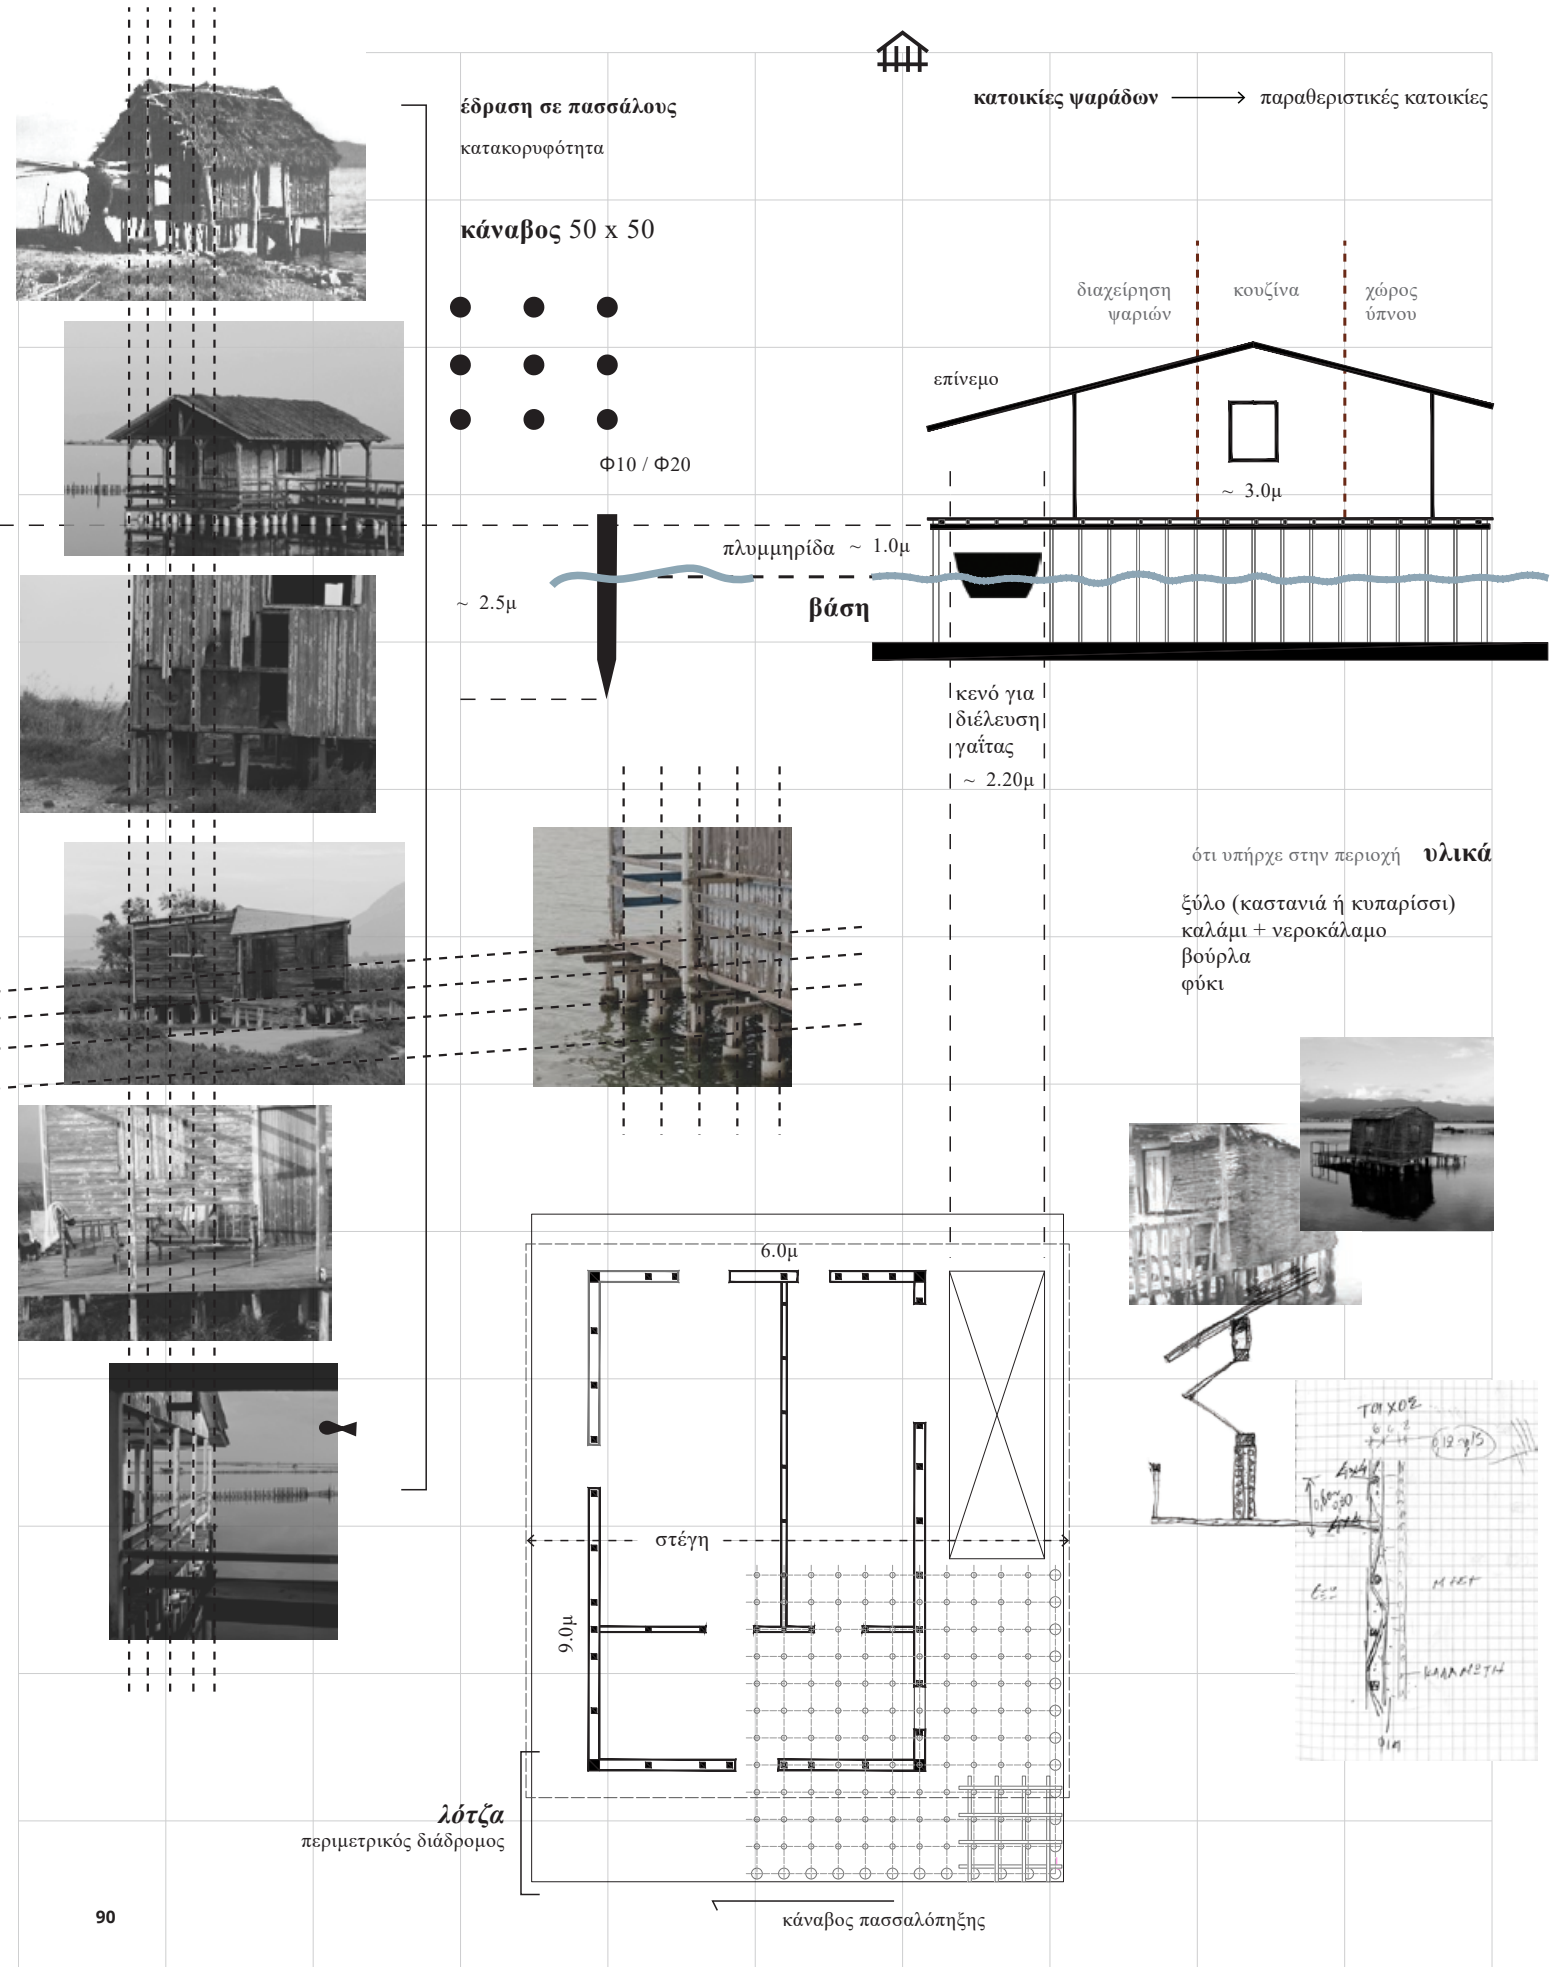 έδραση σε πασσάλους
κατακορυφότητα
κάναβος 50 x 50
Φ10 / Φ20
~ 2.5μ
πλυμμηρίδα ~ 1.0μ
βάση
κατοικίες ψαράδων
παραθεριστικές κατοικίες
διαχείρηση
ψαριών
κουζίνα
χώρος
ύπνου
επίνεμο
~ 3.0μ
κενό για
διέλευση
γαΐτας
~ 2.20μ
ότι υπήρχε στην περιοχή υλικά
ξύλο (καστανιά ή κυπαρίσσι)
καλάμι + νεροκάλαμο
βούρλα
φύκι
6.0μ
στέγη
9.0μ
λότζα
περιμετρικός διάδρομος
κάναβος πασσαλόπηξης
ΤΟΙΧΟΣ
90